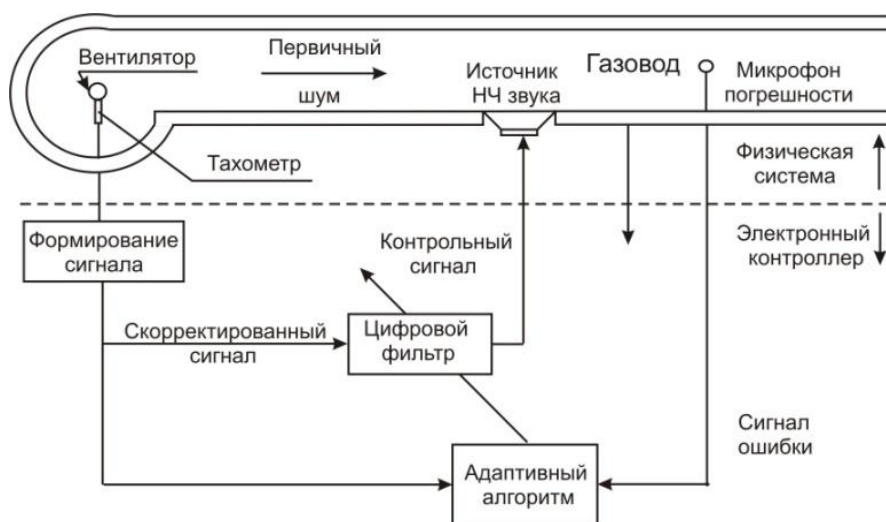 Вентилятор
Первичный
шум
Источник
НЧ звука
Газовод
Микрофон
погрешности
Тахометр
Физическая
система
Формирование
сигнала
Контрольный
сигнал
Электронный
контроллер
Скорректированный
сигнал
Цифровой
фильтр
Сигнал
ошибки
Адаптивный
алгоритм